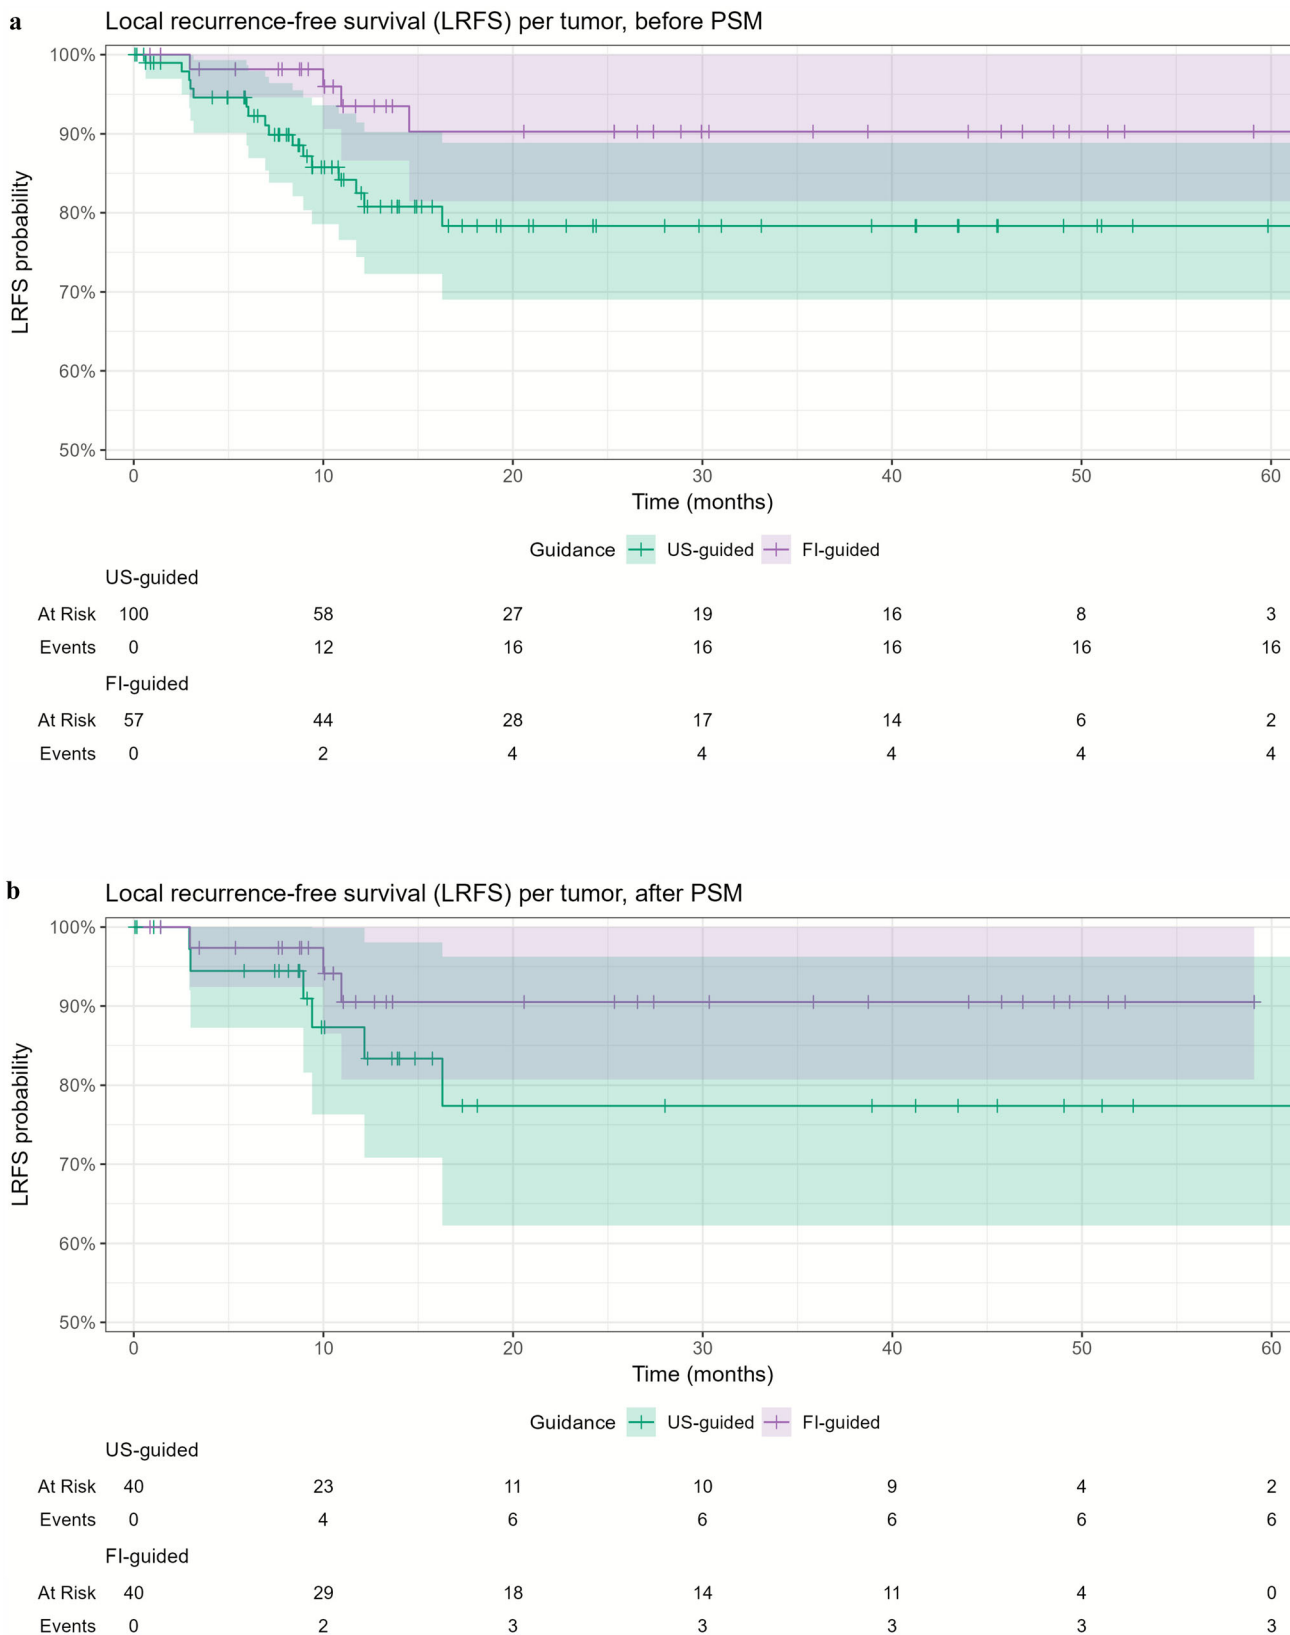 a
Local recurrence-free survival (LRFS) per tumor, before PSM
100%
90%
80%
70%
60%
50%
LRFS probability
0 10 20 30 40 50 60
Time (months)
Guidance US-guided FI-guided
US-guided
At Risk 100 58 27 19 16 8 3
Events 0 12 16 16 16 16 16
FI-guided
At Risk 57 44 28 17 14 6 2
Events 0 2 4 4 4 4 4
b
Local recurrence-free survival (LRFS) per tumor, after PSM
100%
90%
80%
70%
60%
50%
LRFS probability
0 10 20 30 40 50 60
Time (months)
Guidance US-guided FI-guided
US-guided
At Risk 40 23 11 10 9 4 2
Events 0 4 6 6 6 6 6
FI-guided
At Risk 40 29 18 14 11 4 0
Events 0 2 3 3 3 3 3